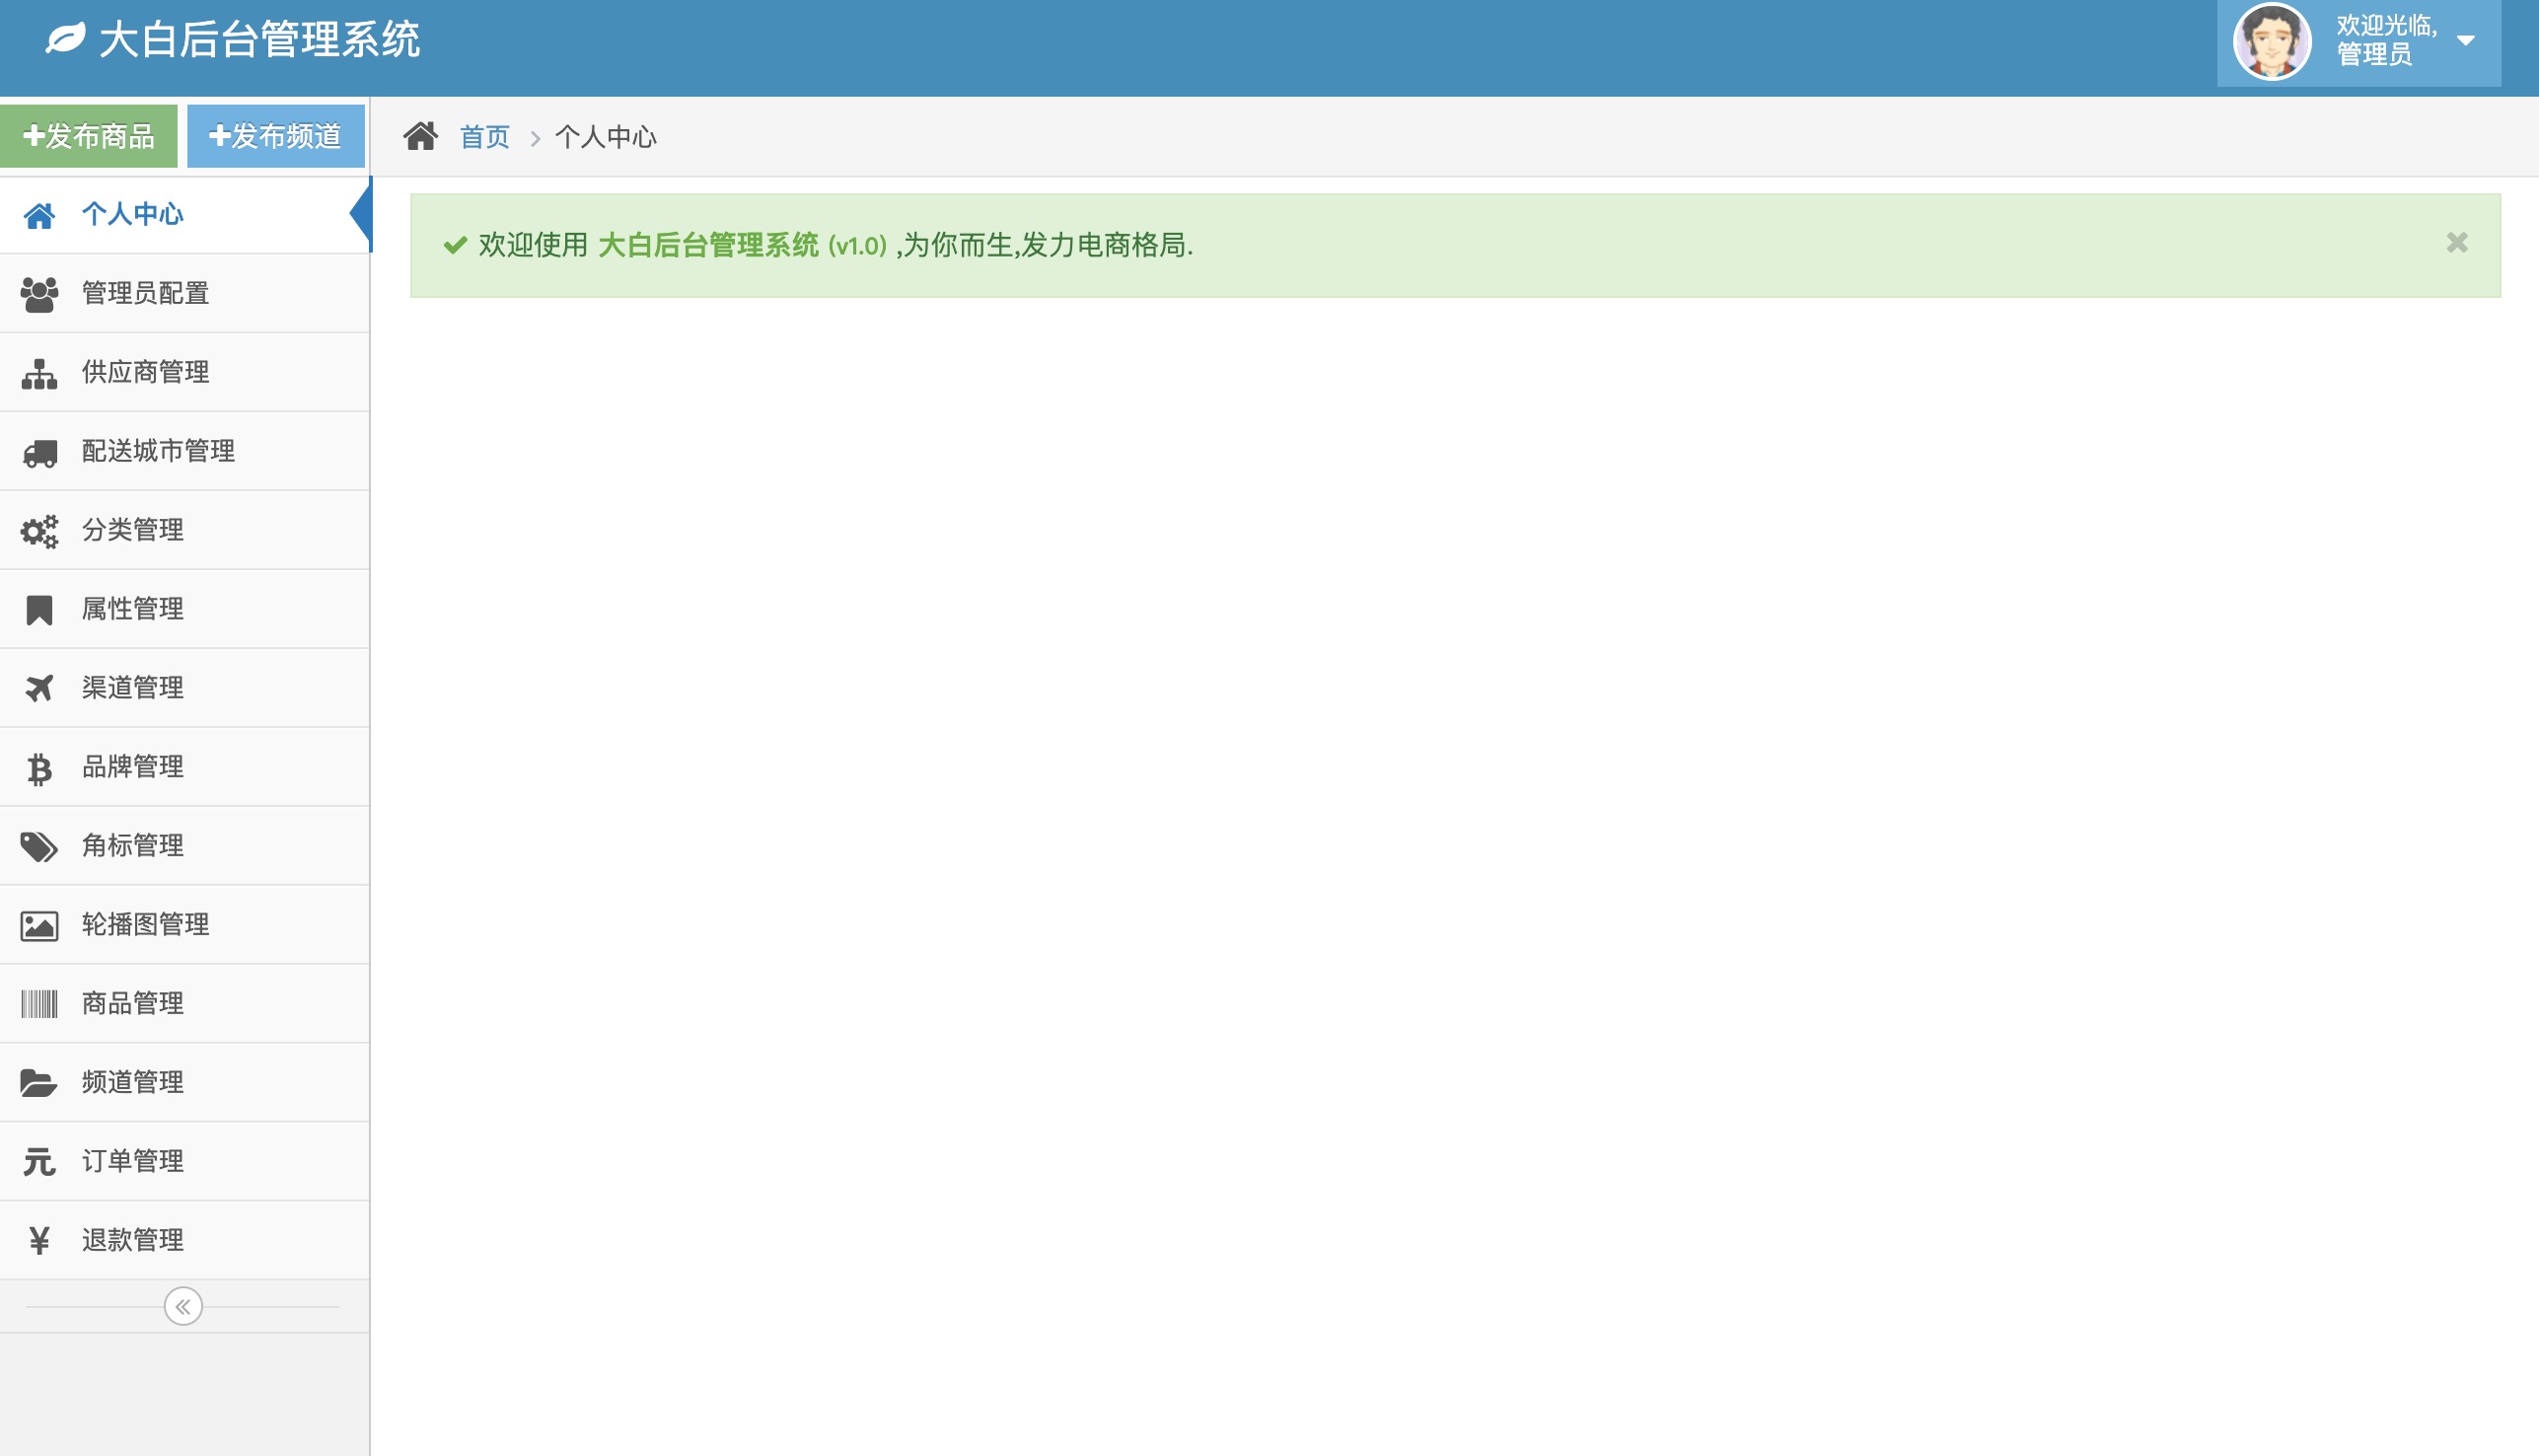 大白后台管理系统
欢迎光临,
管理员
发布商品
发布频道
首页
个人中心
个人中心
欢迎使用 大白后台管理系统 (v1.0) ,为你而生,发力电商格局.
管理员配置
供应商管理
配送城市管理
分类管理
属性管理
渠道管理
品牌管理
角标管理
轮播图管理
商品管理
频道管理
订单管理
退款管理